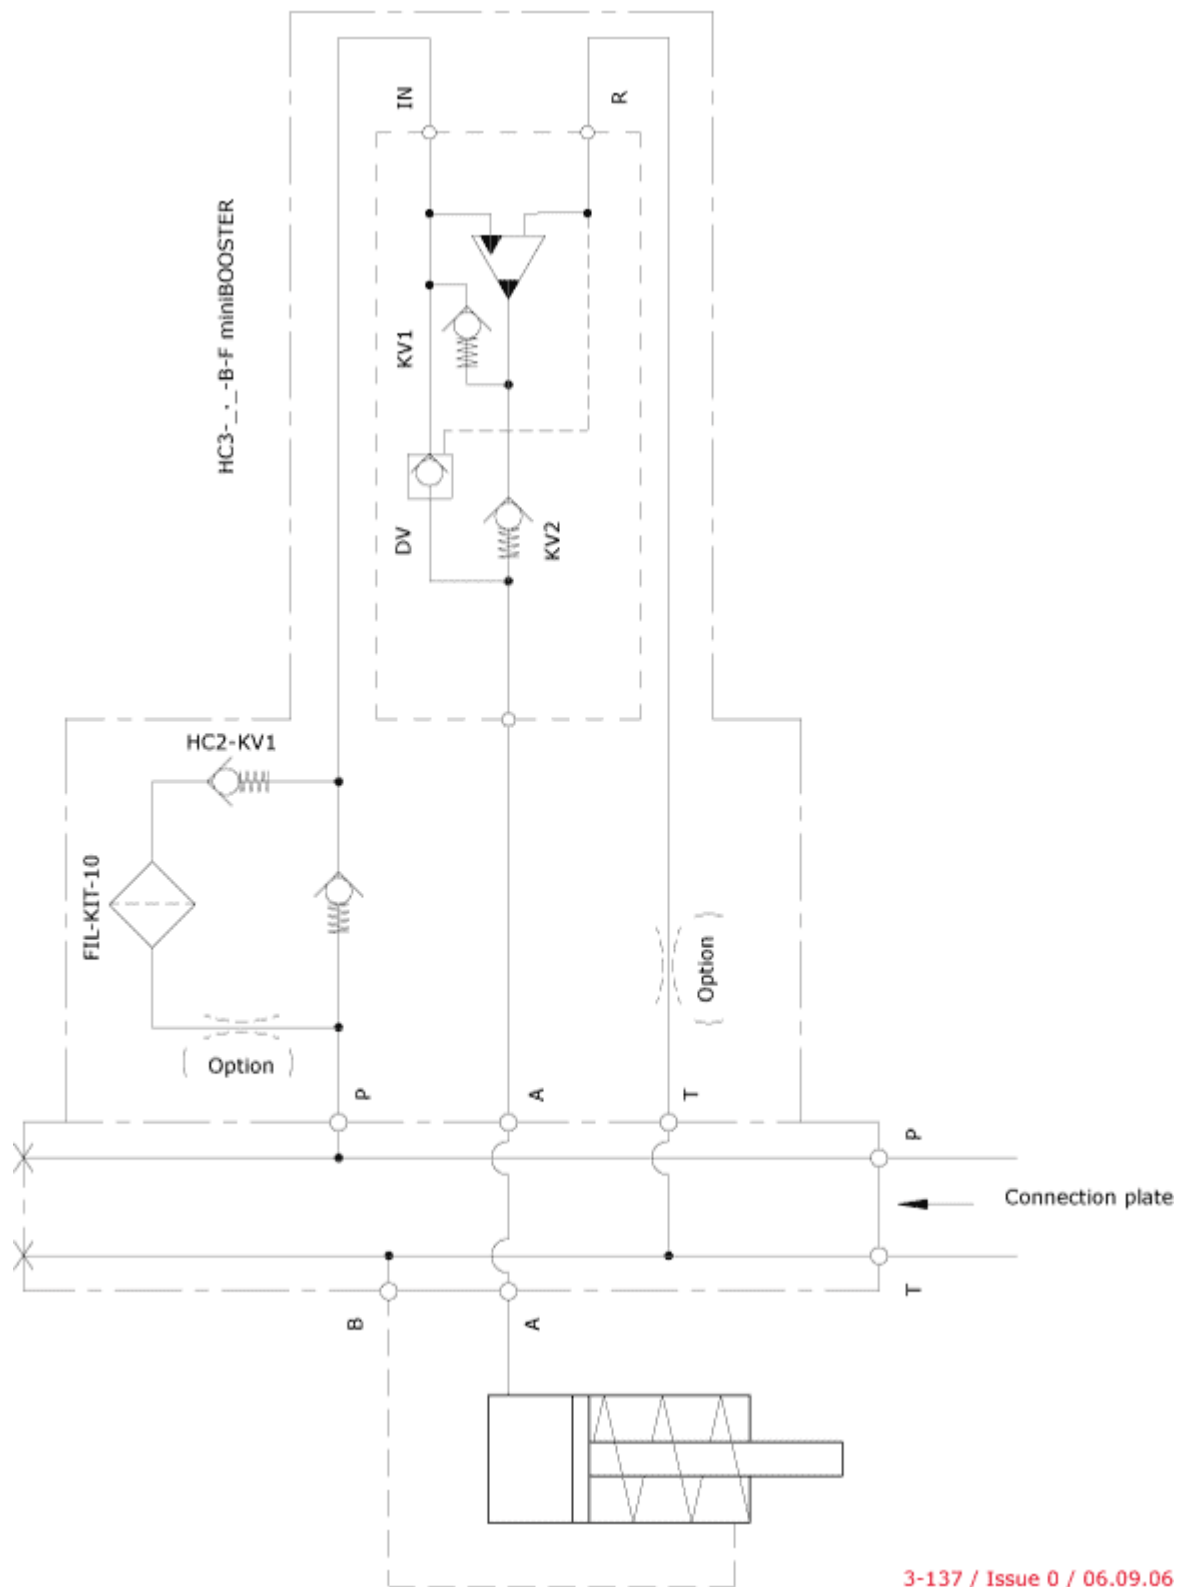 IN
R
HC3-_._-B-F miniBOOSTER
KV1
DV
KV2
HC2-KV1
FIL-KIT-10
(Option)
(Option)
P
A
T
P
Connection plate
T
B
A
3-137 / Issue 0 / 06.09.06